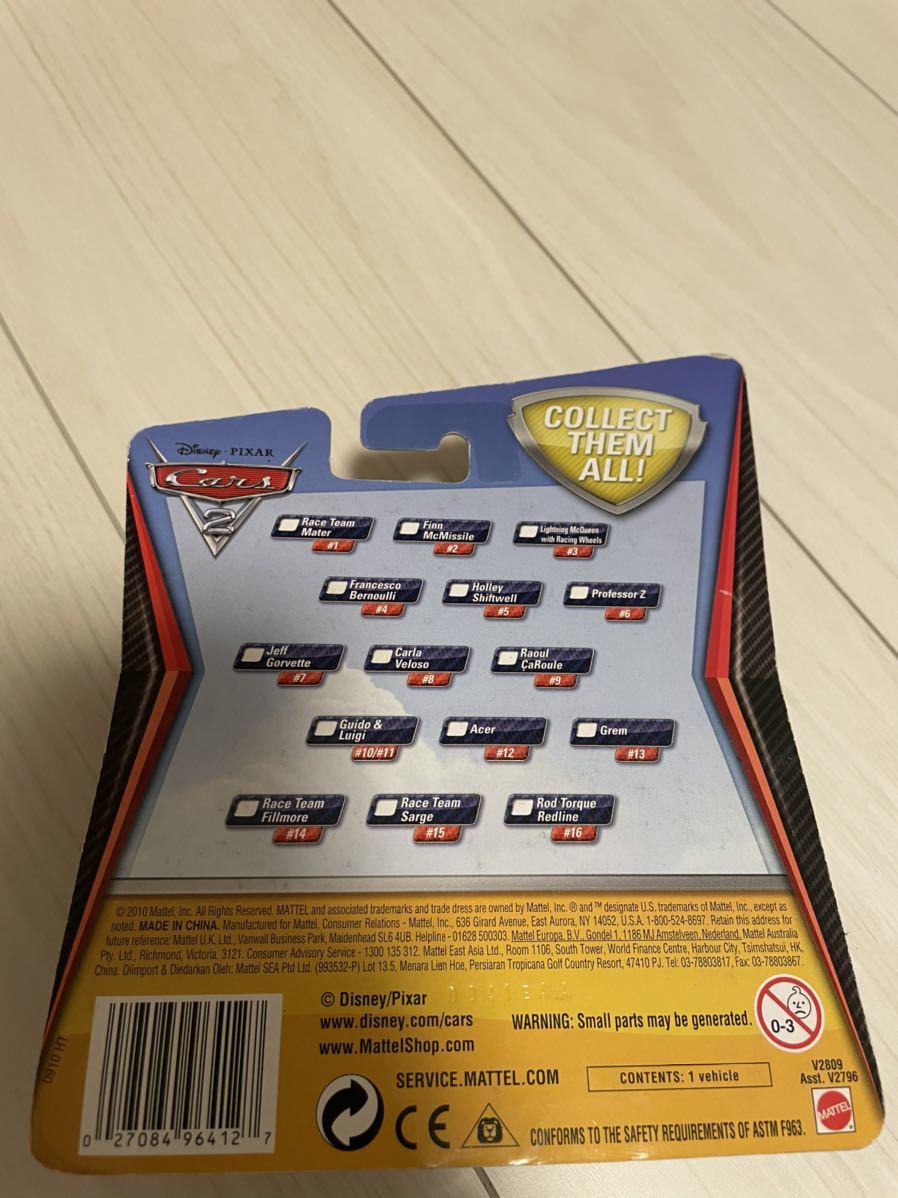 Disney · PIXAR
Cars
2
COLLECT
THEM
ALL!
Race Team
Mater
#1
Finn
McMissile
#2
Lightning McQueen
with Racing Wheels
#3
Francesco
Bernoulli
#4
Holley
Shiftwell
#5
Professor Z
#6
Jeff
Gorvette
#7
Carla
Veloso
#8
Raoul
ÇaRoule
#9
Guido &
Luigi
#10/#11
Acer
#12
Grem
#13
Race Team
Fillmore
#14
Race Team
Sarge
#15
Rod Torque
Redline
#16
© 2010 Mattel, Inc. All Rights Reserved. MATTEL and associated trademarks and trade dress are owned by Mattel, Inc. ® and ™ designate U.S. trademarks of Mattel, Inc., except as
noted. MADE IN CHINA. Manufactured for Mattel. Consumer Relations - Mattel, Inc., 636 Girard Avenue, East Aurora, NY 14052, U.S.A. 1-800-524-8697. Retain this address for
future reference: Mattel U.K. Ltd., Vanwall Business Park, Maidenhead SL6 4UB. Helpline - 01628 500303. Mattel Europa, B.V., Gondel 1, 1186 MJ Amstelveen, Nederland. Mattel Australia
Pty. Ltd., Richmond, Victoria. 3121. Consumer Advisory Service - 1300 135 312. Mattel East Asia Ltd., Room 1106, South Tower, World Finance Centre, Harbour City, Tsimshatsui, HK,
China. Diimport & Diedarkan Oleh: Mattel SEA Ptd Ltd. (993532-P) Lot 13.5, Menara Lien Hoe, Persiaran Tropicana Golf Country Resort, 47410 PJ. Tel: 03-78803817, Fax: 03-78803867.
© Disney/Pixar
www.disney.com/cars
www.MattelShop.com
WARNING: Small parts may be generated.
0-3
SERVICE.MATTEL.COM
CONTENTS: 1 vehicle
V2809
Asst. V2796
MATTEL
CE
CONFORMS TO THE SAFETY REQUIREMENTS OF ASTM F963.
0910 HT
0 27084 96412 7